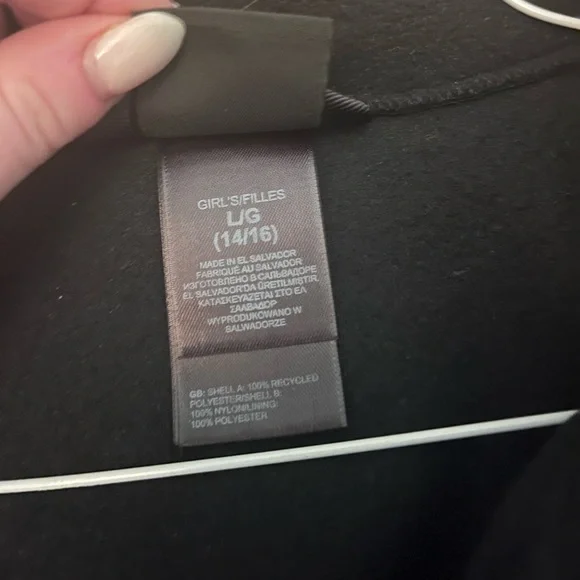 GIRL'S/FILLES
L/G
(14/16)
MADE IN EL SALVADOR
FABRIQUÉ AU SALVADOR
ИЗГОТОВЛЕНО В САЛЬВАДОРЕ
EL SALVADOR'DA ÜRETILMISTIR.
ΚΑΤΑΣΚΕΥΑΖΕΤΑΙ ΣΤΟ ΕΛ
ΣΑΛΒΑΔΟΡ
WYPRODUKOWANO W
SALWADORZE
GB: SHELL A: 100% RECYCLED
POLYESTER/SHELL B:
100% NYLON/LINING:
100% POLYESTER